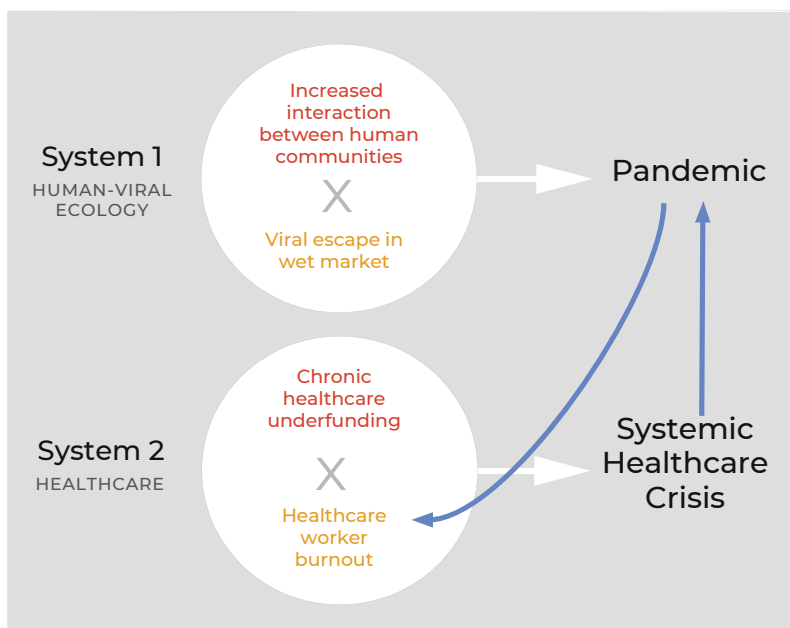 Increased
interaction
between human
communities
X
Viral escape in
wet market
System 1
HUMAN-VIRAL
ECOLOGY
Pandemic
Chronic
healthcare
underfunding
X
Healthcare
worker
burnout
System 2
HEALTHCARE
Systemic
Healthcare
Crisis